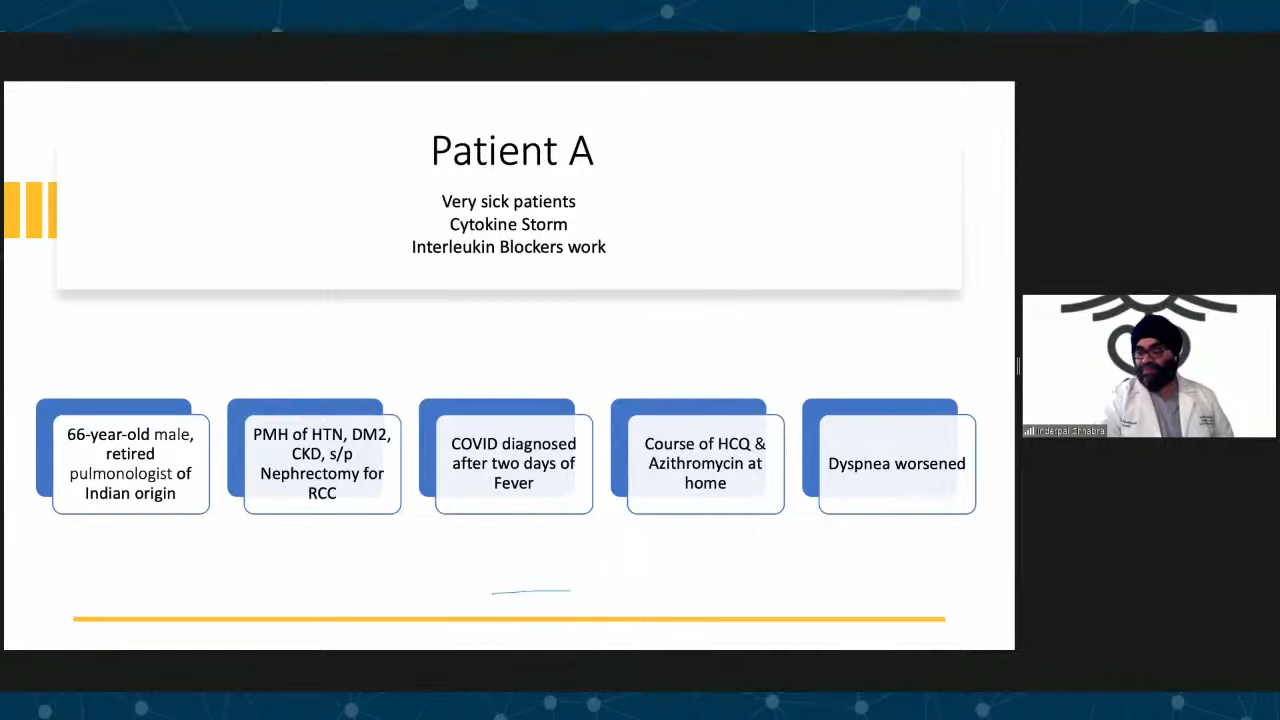 Patient A
Very sick patients
Cytokine Storm
Interleukin Blockers work
66-year-old male,
retired
pulmonologist of
Indian origin
PMH of HTN, DM2,
CKD, s/p
Nephrectomy for
RCC
COVID diagnosed
after two days of
Fever
Course of HCQ &
Azithromycin at
home
Dyspnea worsened
Inderpal Chhabra